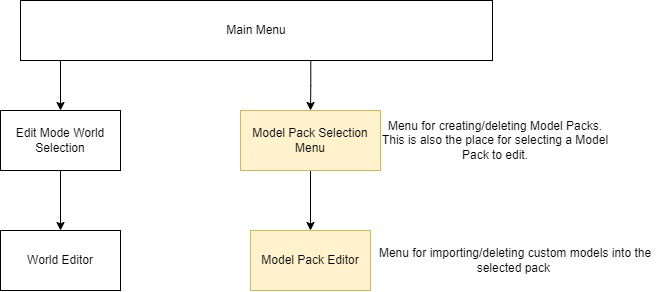 Main Menu
Edit Mode World
Selection
Model Pack Selection
Menu
Menu for creating/deleting Model Packs.
This is also the place for selecting a Model
Pack to edit.
World Editor
Model Pack Editor
Menu for importing/deleting custom models into the
selected pack